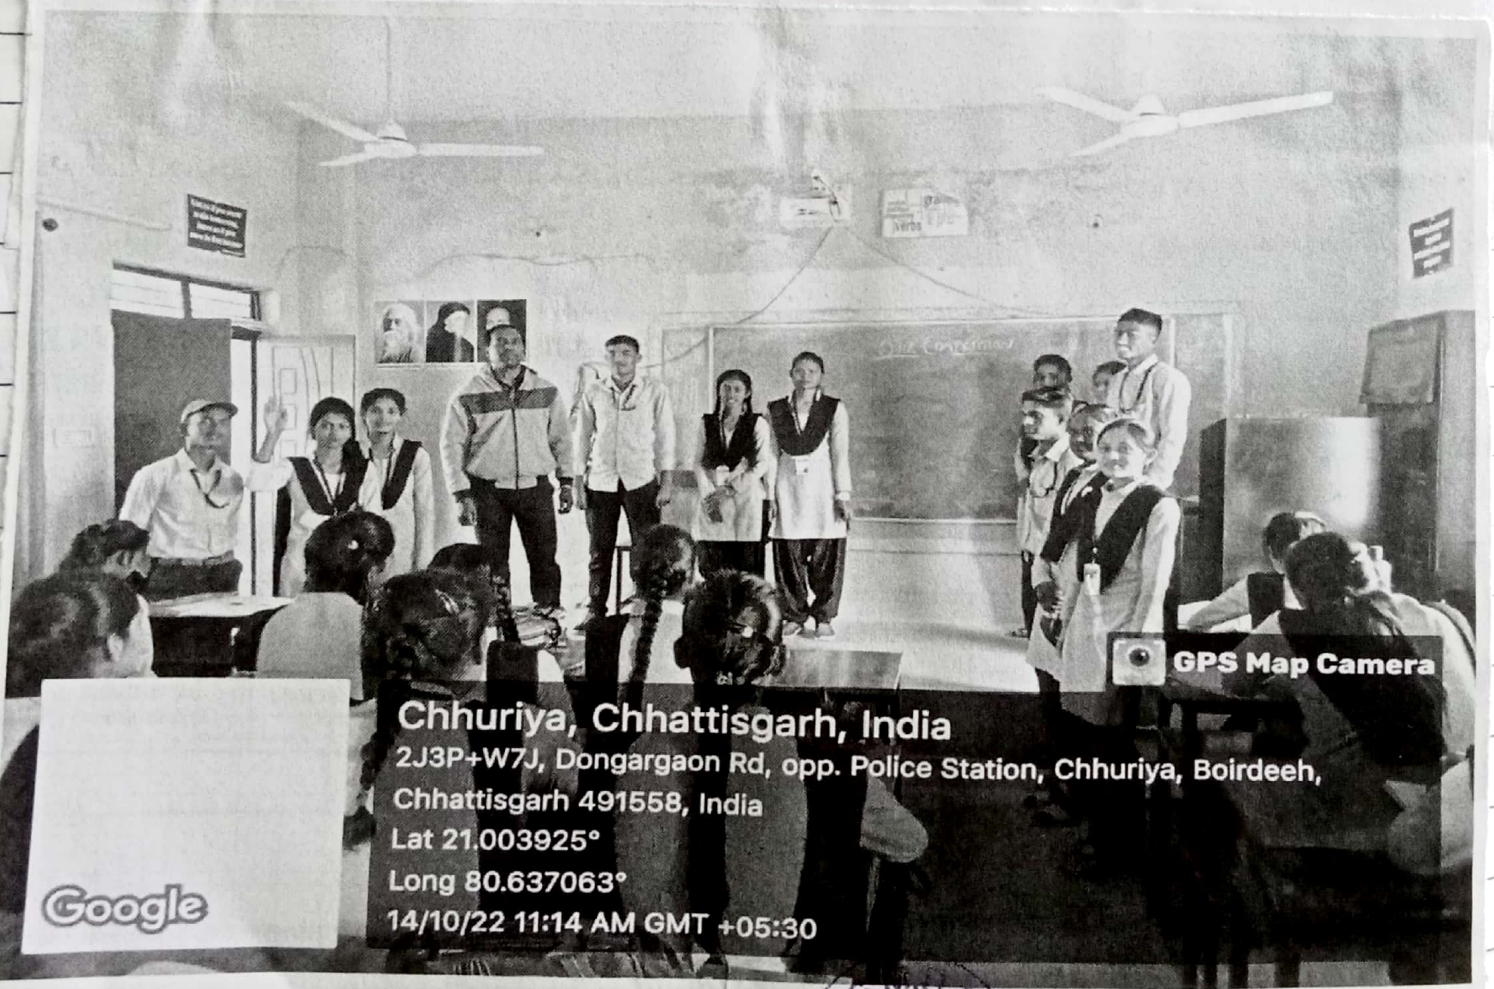 Verbs
GPS Map Camera
Chhuriya, Chhattisgarh, India
2J3P+W7J, Dongargaon Rd, opp. Police Station, Chhuriya, Boirdeeh,
Chhattisgarh 491558, India
Lat 21.003925°
Long 80.637063°
14/10/22 11:14 AM GMT +05:30
Google